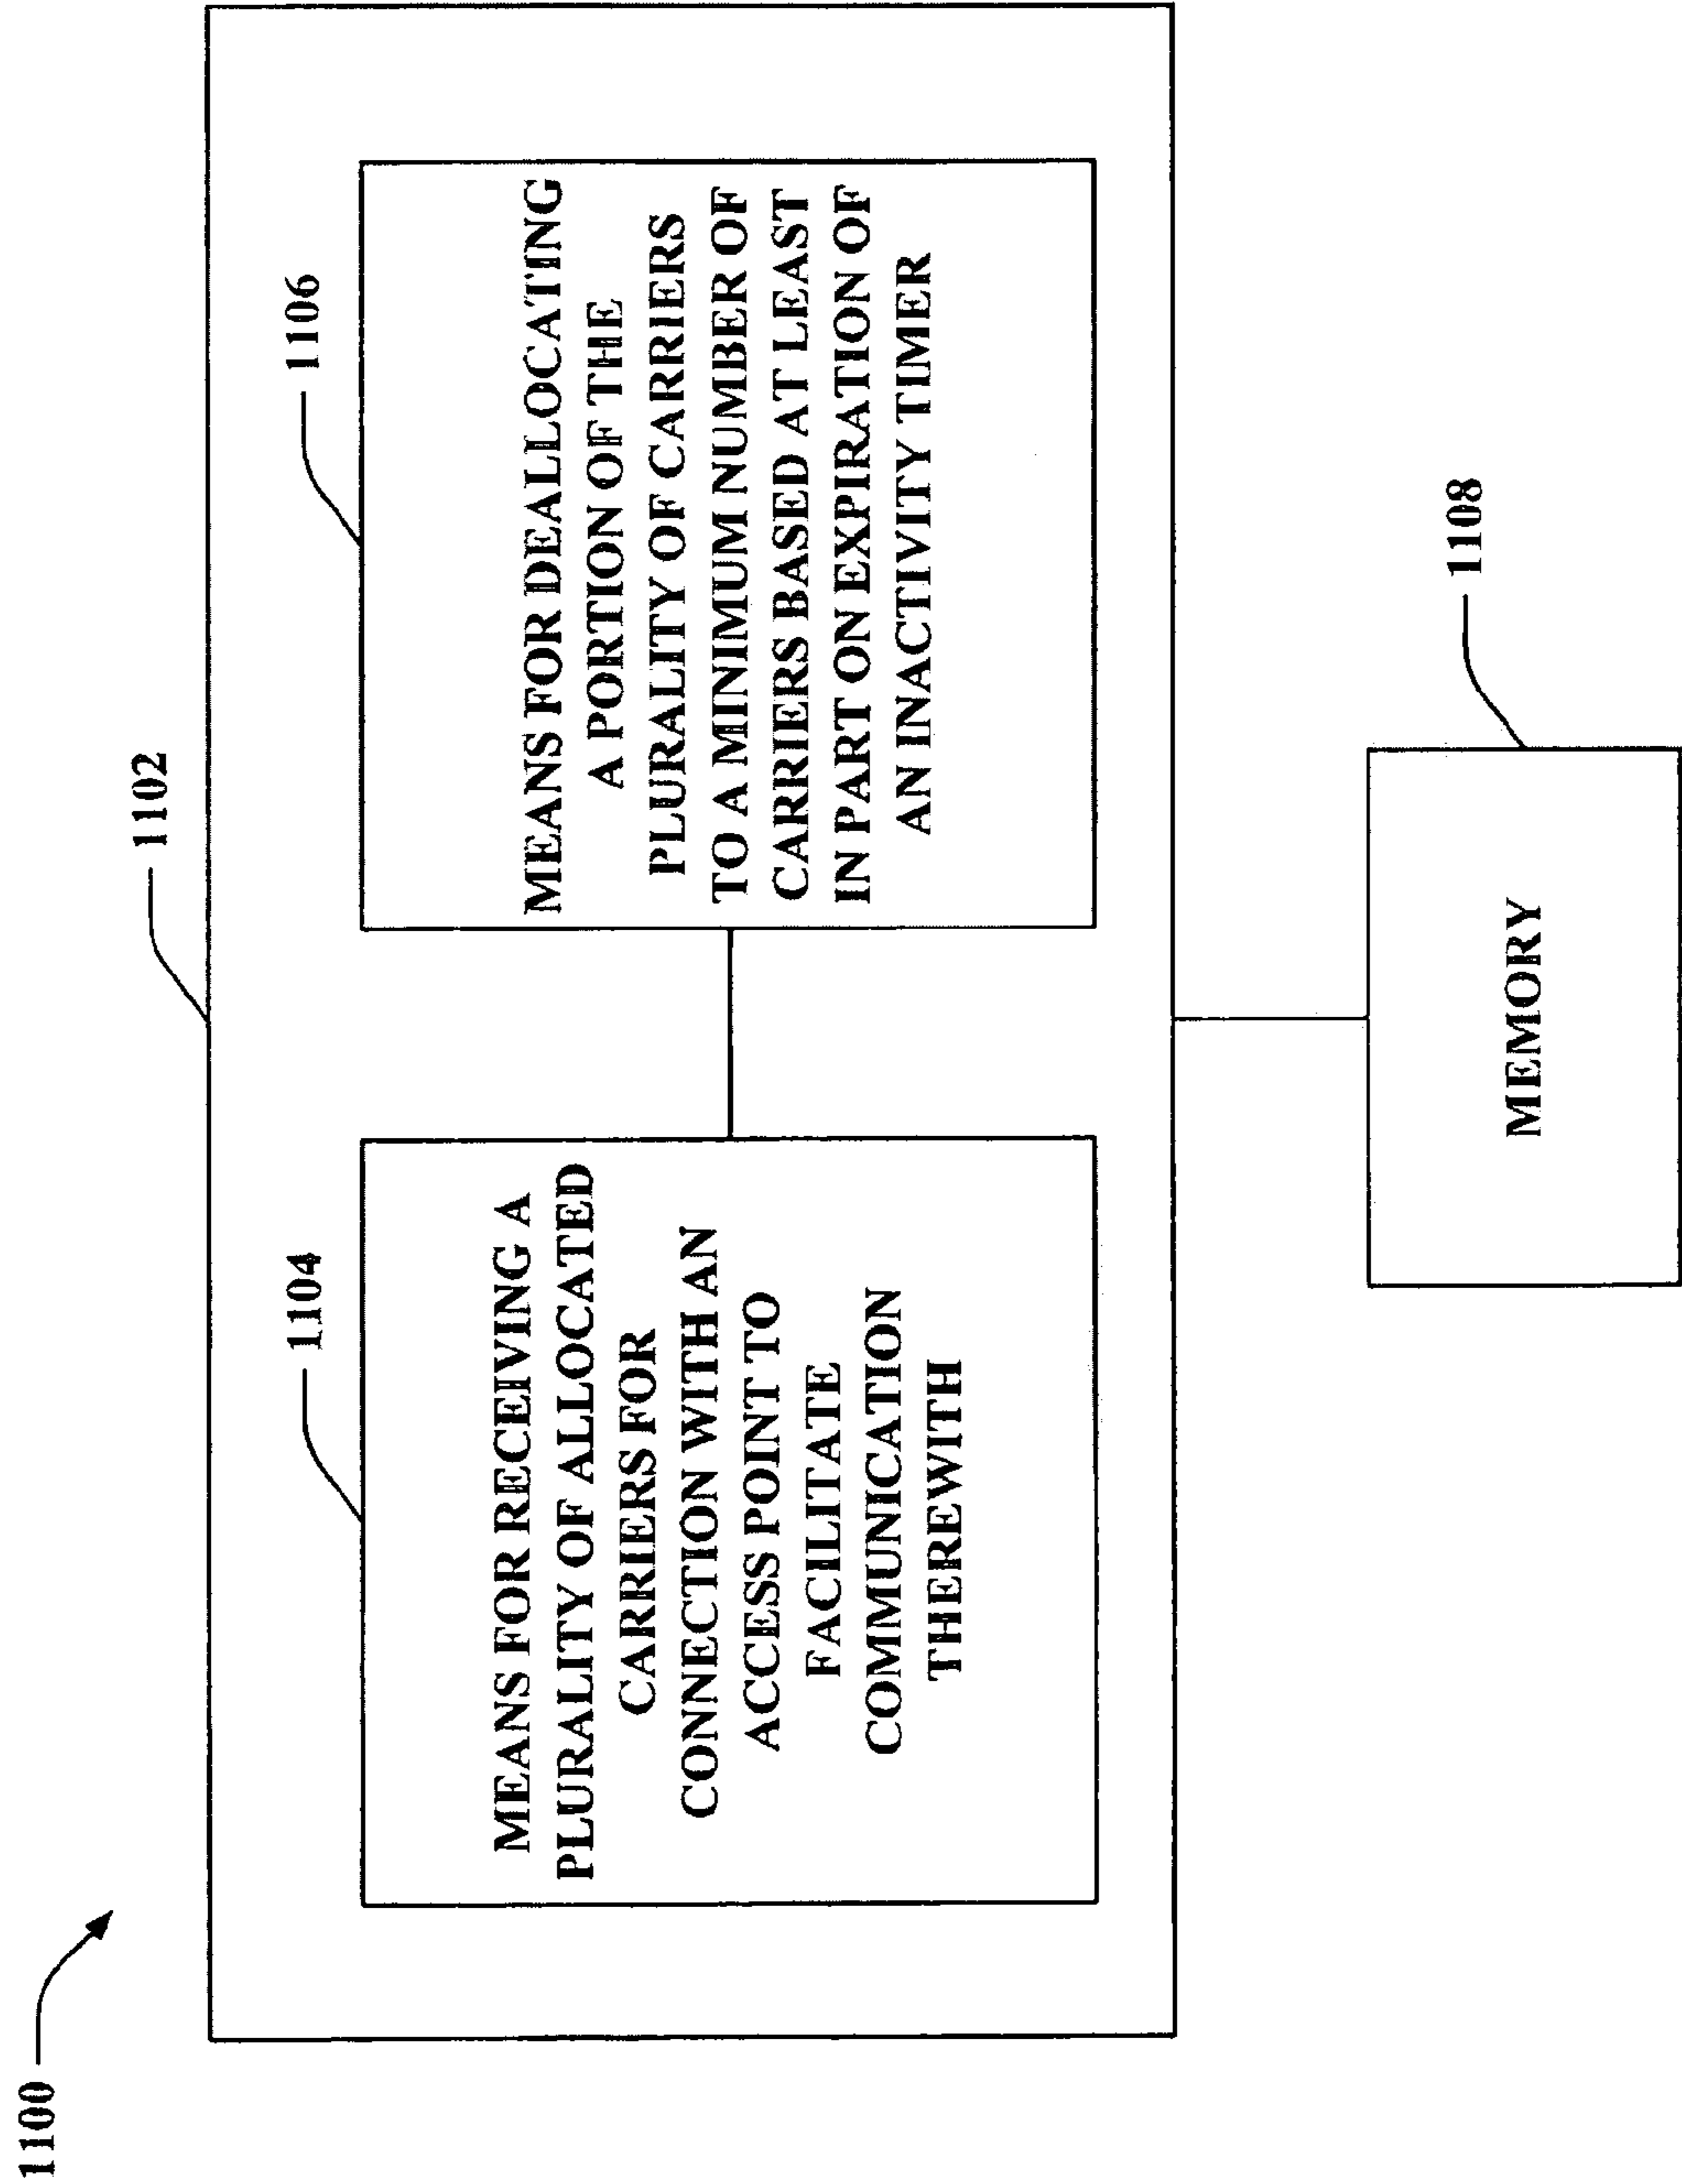 1100
1102
1104
MEANS FOR RECEIVING A
PLURALITY OF ALLOCATED
CARRIERS FOR
CONNECTION WITH AN
ACCESS POINT TO
FACILITATE
COMMUNICATION
THEREWITH
1106
MEANS FOR DEALLOCATING
A PORTION OF THE
PLURALITY OF CARRIERS
TO A MINIMUM NUMBER OF
CARRIERS BASED AT LEAST
IN PART ON EXPIRATION OF
AN INACTIVITY TIMER
1108
MEMORY